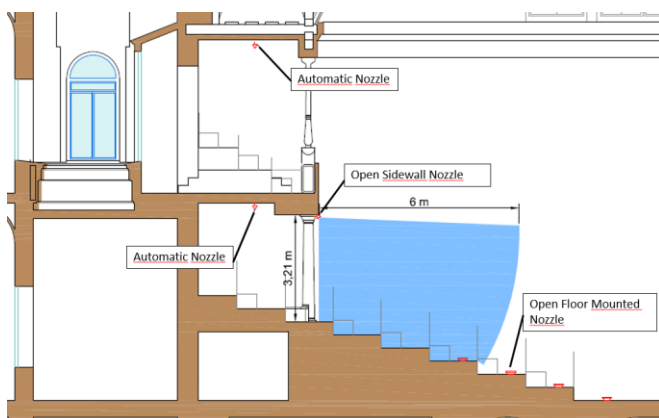 Automatic Nozzle
Open Sidewall Nozzle
6 m
Automatic Nozzle
3,21 m
Open Floor Mounted
Nozzle